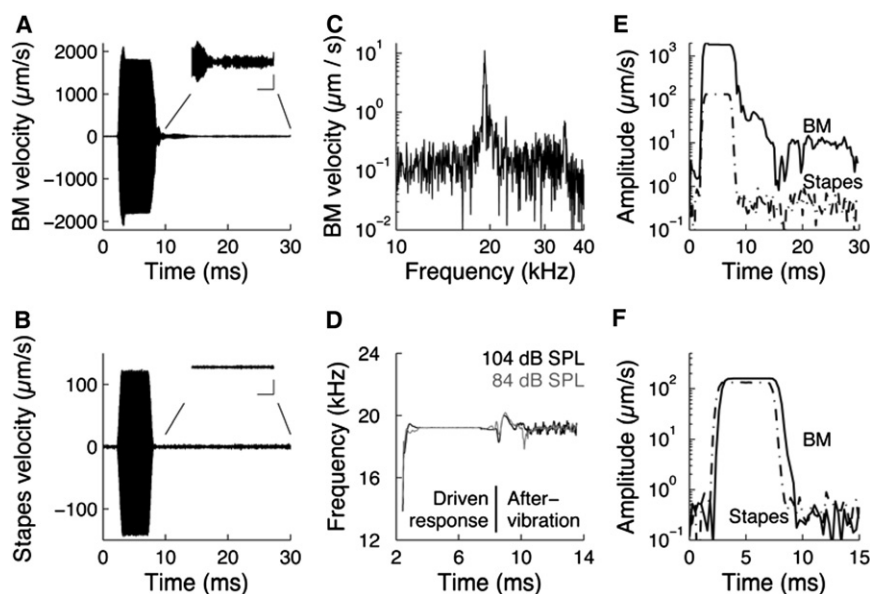 A
BM velocity (µm/s)
2000
1000
0
-1000
-2000
0
10
20
30
Time (ms)
B
Stapes velocity (µm/s)
100
0
-100
0
10
20
30
Time (ms)
C
BM velocity (µm / s)
10¹
10⁰
10⁻¹
10⁻²
10
20
30
40
Frequency (kHz)
D
Frequency (kHz)
24
20
16
12
104 dB SPL
84 dB SPL
Driven
response
After–
vibration
2
6
10
14
Time (ms)
E
Amplitude (µm/s)
10³
10²
10¹
10⁰
10⁻¹
BM
Stapes
0
10
20
30
Time (ms)
F
Amplitude (µm/s)
10²
10¹
10⁰
10⁻¹
BM
Stapes
0
5
10
15
Time (ms)